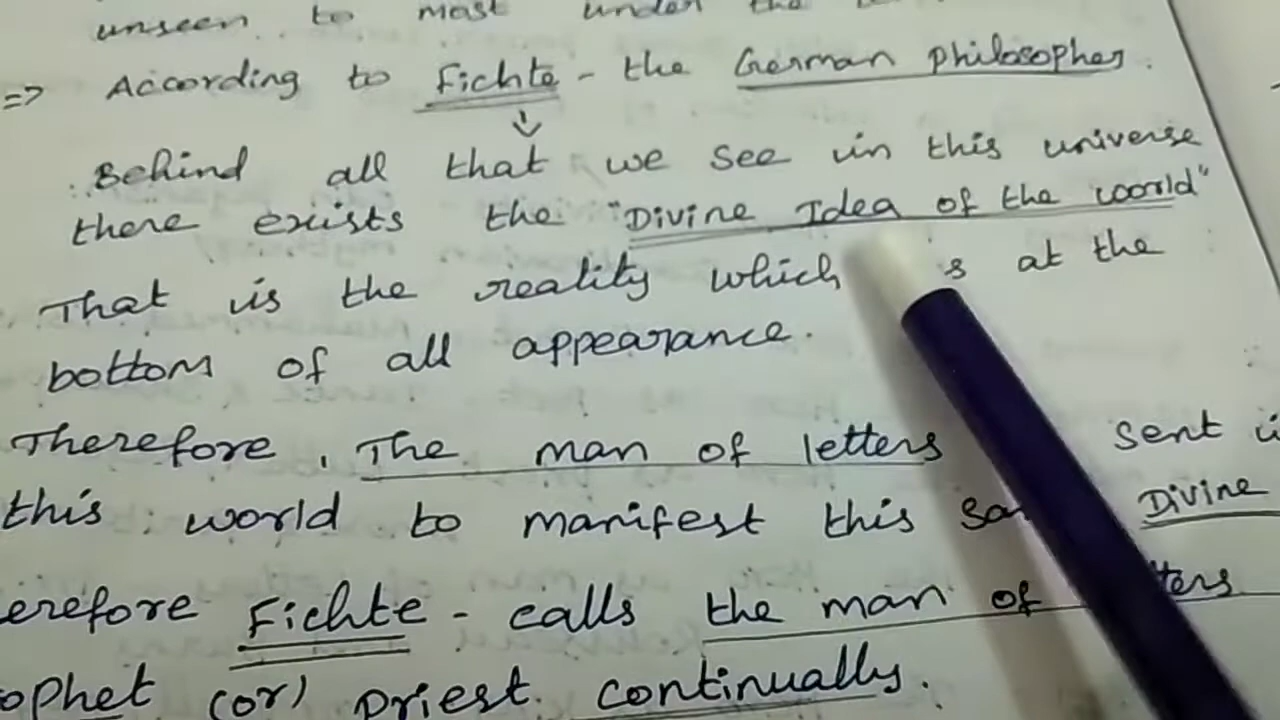 unseen to most under the
=> According to Fichte - the German philosopher.
Behind all that we see in this universe
there exists the "Divine Idea of the world"
That is the reality which is at the
bottom of all appearance.
Therefore, The man of letters sent
this world to manifest this Divine
Fichte - calls the man of
(or) Priest continually.